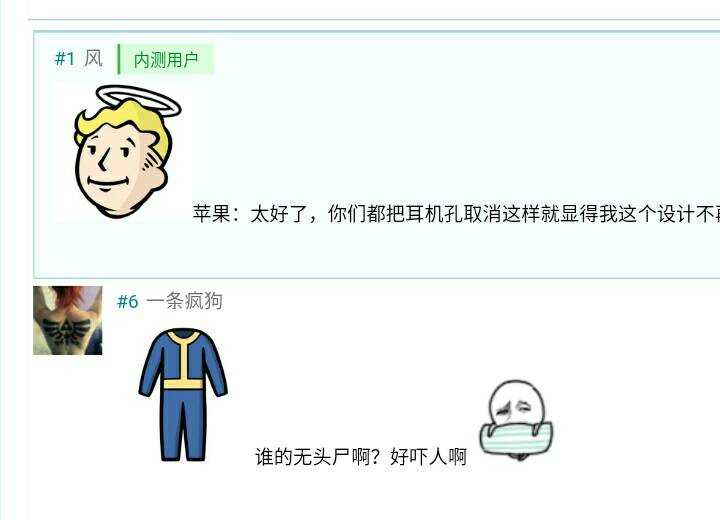 #1 风 内测用户
苹果：太好了，你们都把耳机孔取消这样就显得我这个设计不
#6 一条疯狗
谁的无头尸啊？好吓人啊